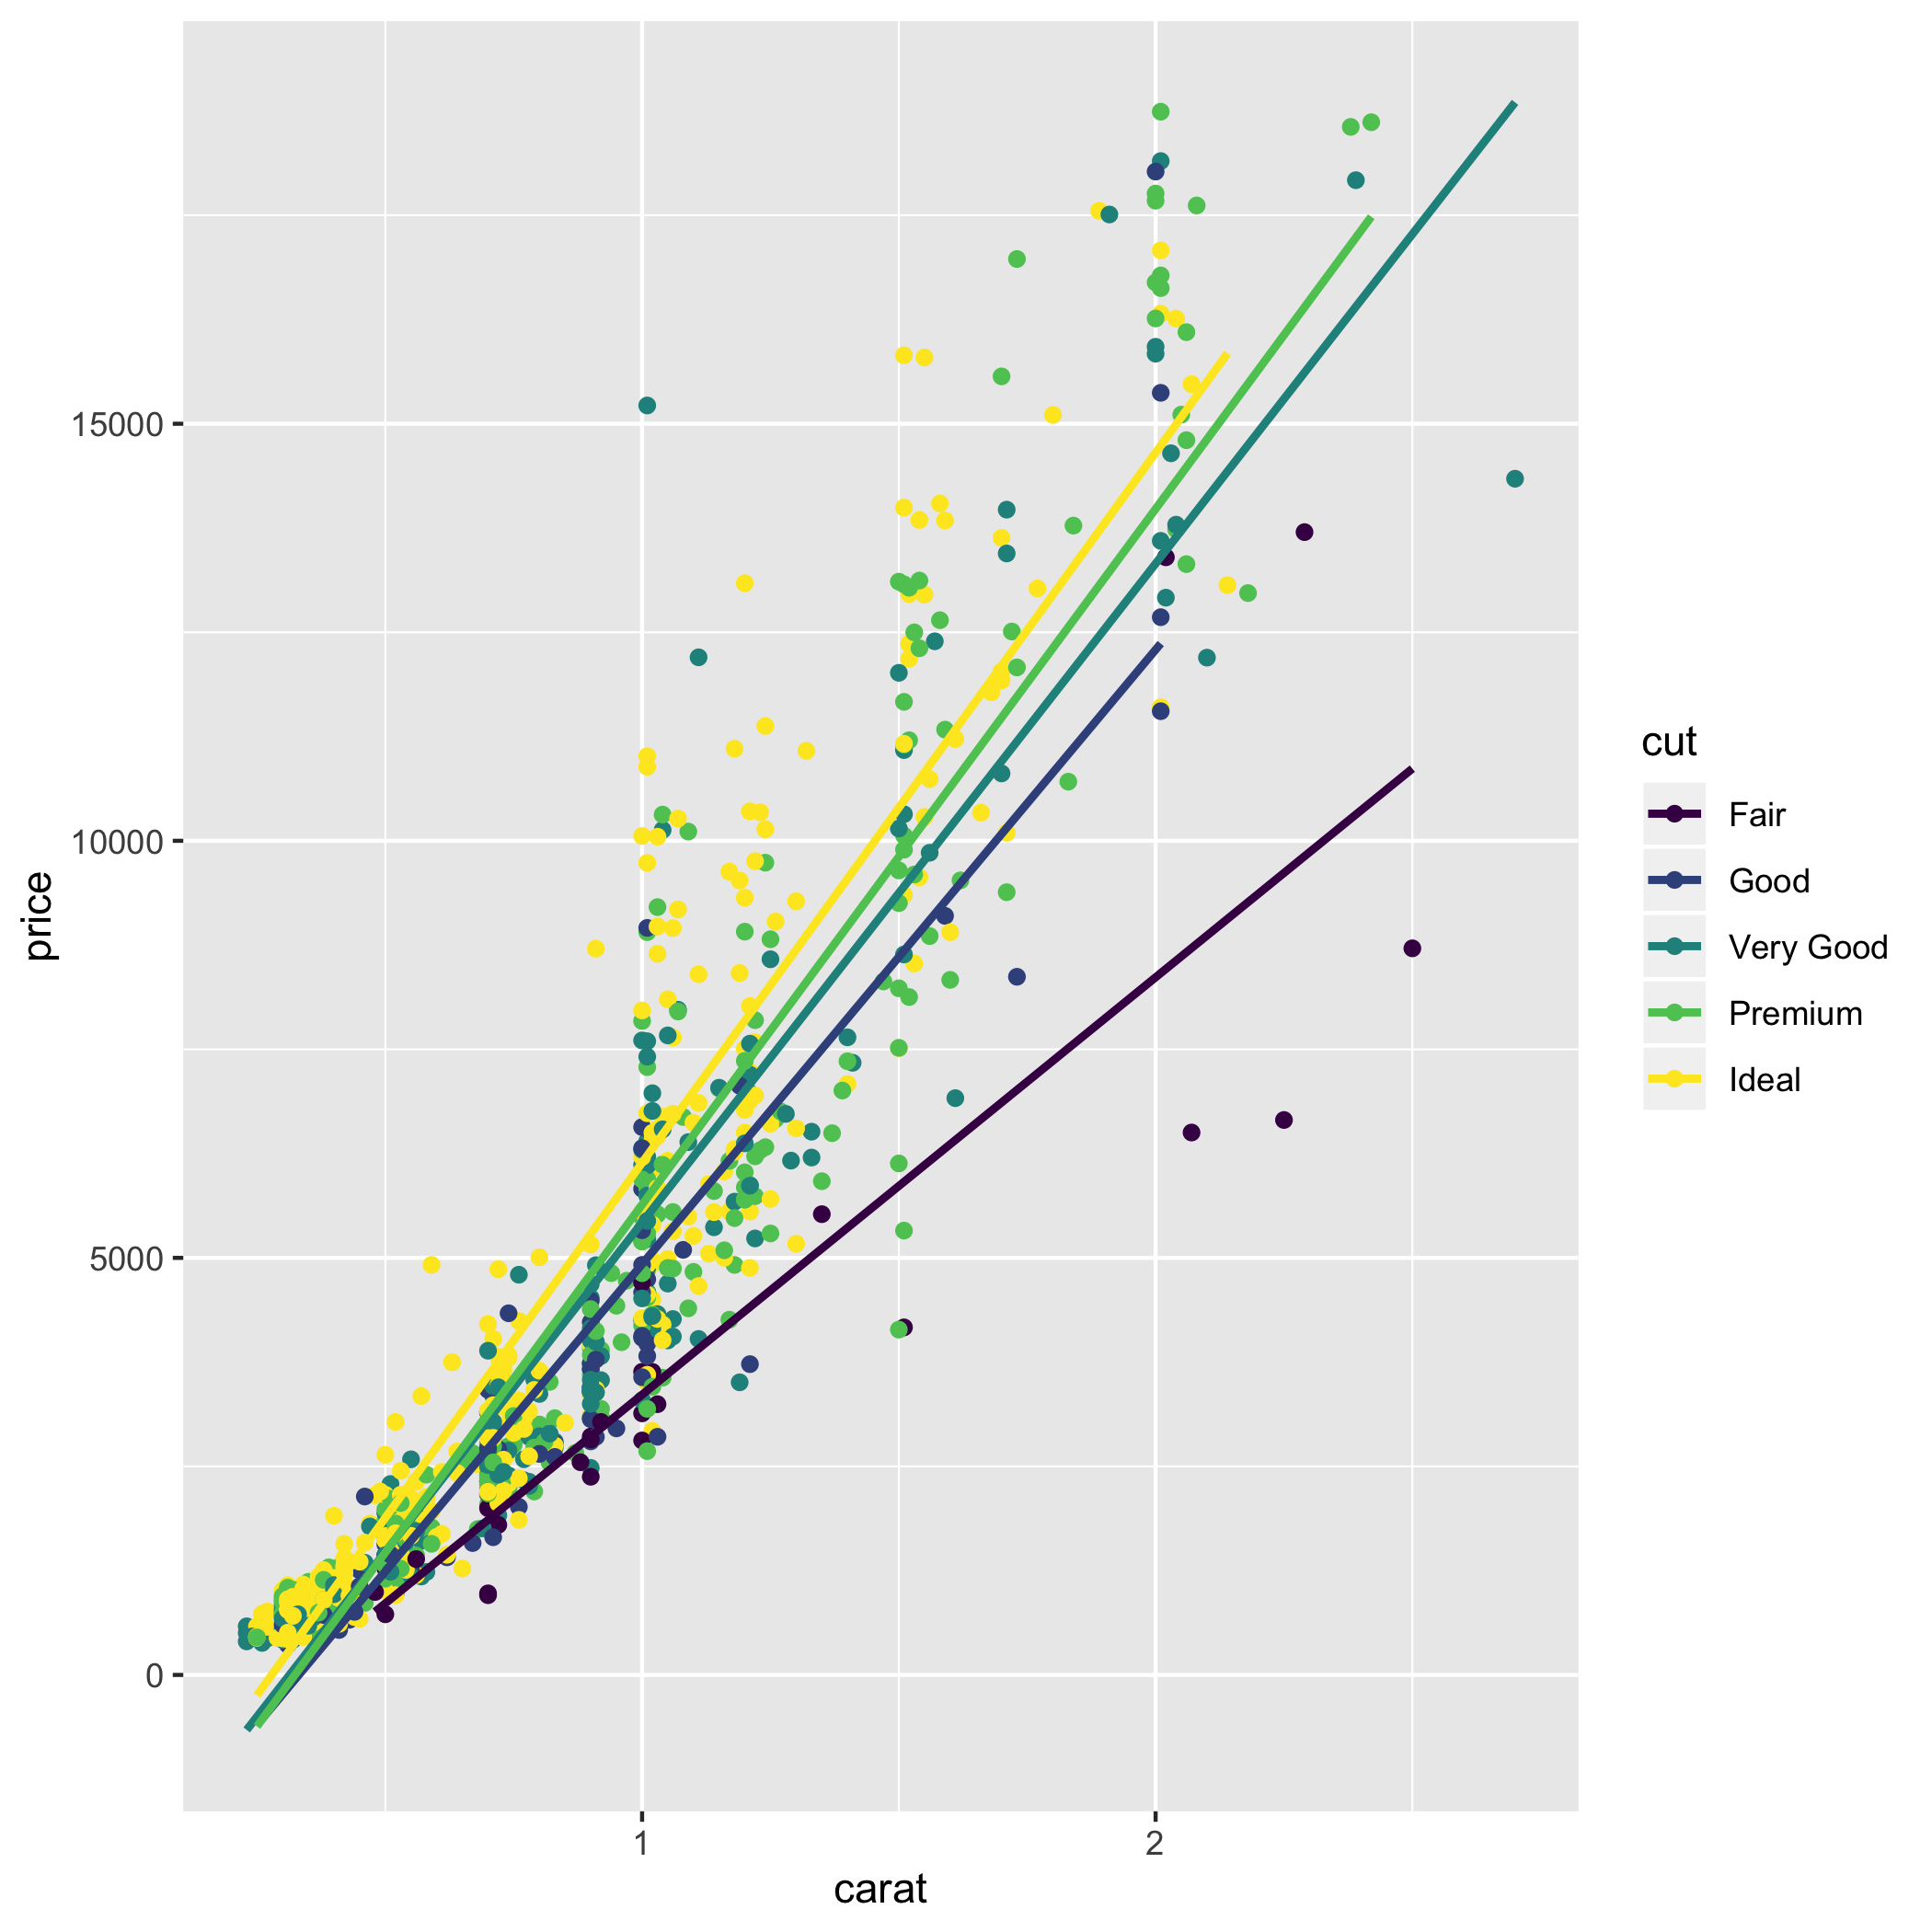 price
15000
10000
5000
0
1
2
carat
cut
Fair
Good
Very Good
Premium
Ideal